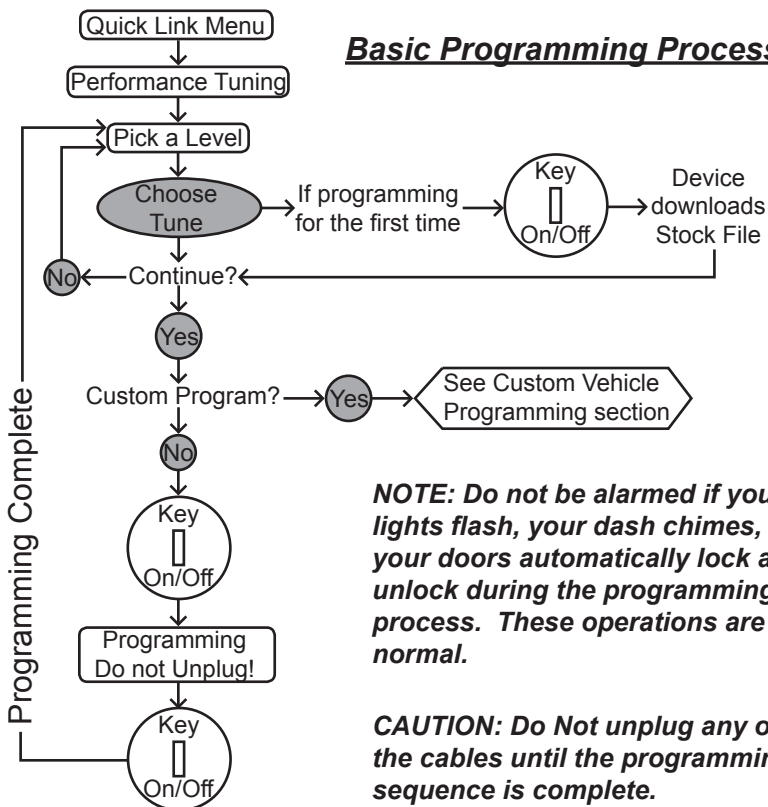 Basic Programming Process
Quick Link Menu
Performance Tuning
Pick a Level
Choose
Tune
If programming
for the first time
Key
On/Off
Device
downloads
Stock File
No
Continue?
Yes
Custom Program?
Yes
See Custom Vehicle
Programming section
No
Key
On/Off
Programming
Do not Unplug!
Key
On/Off
Programming Complete
NOTE: Do not be alarmed if you
lights flash, your dash chimes,
your doors automatically lock a
unlock during the programming
process. These operations are
normal.
CAUTION: Do Not unplug any o
the cables until the programmin
sequence is complete.